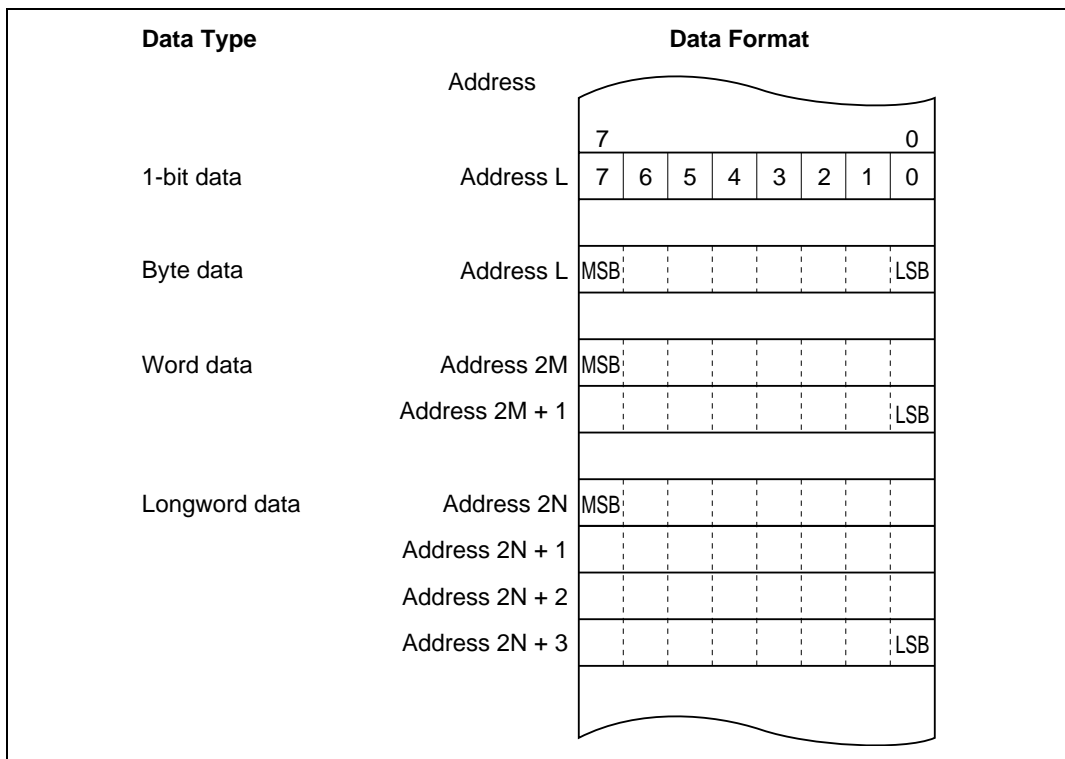 Data Type Data Format
Address
7 0
1-bit data Address L 7 6 5 4 3 2 1 0
Byte data Address L MSB LSB
Word data Address 2M MSB
Address 2M + 1 LSB
Longword data Address 2N MSB
Address 2N + 1
Address 2N + 2
Address 2N + 3 LSB